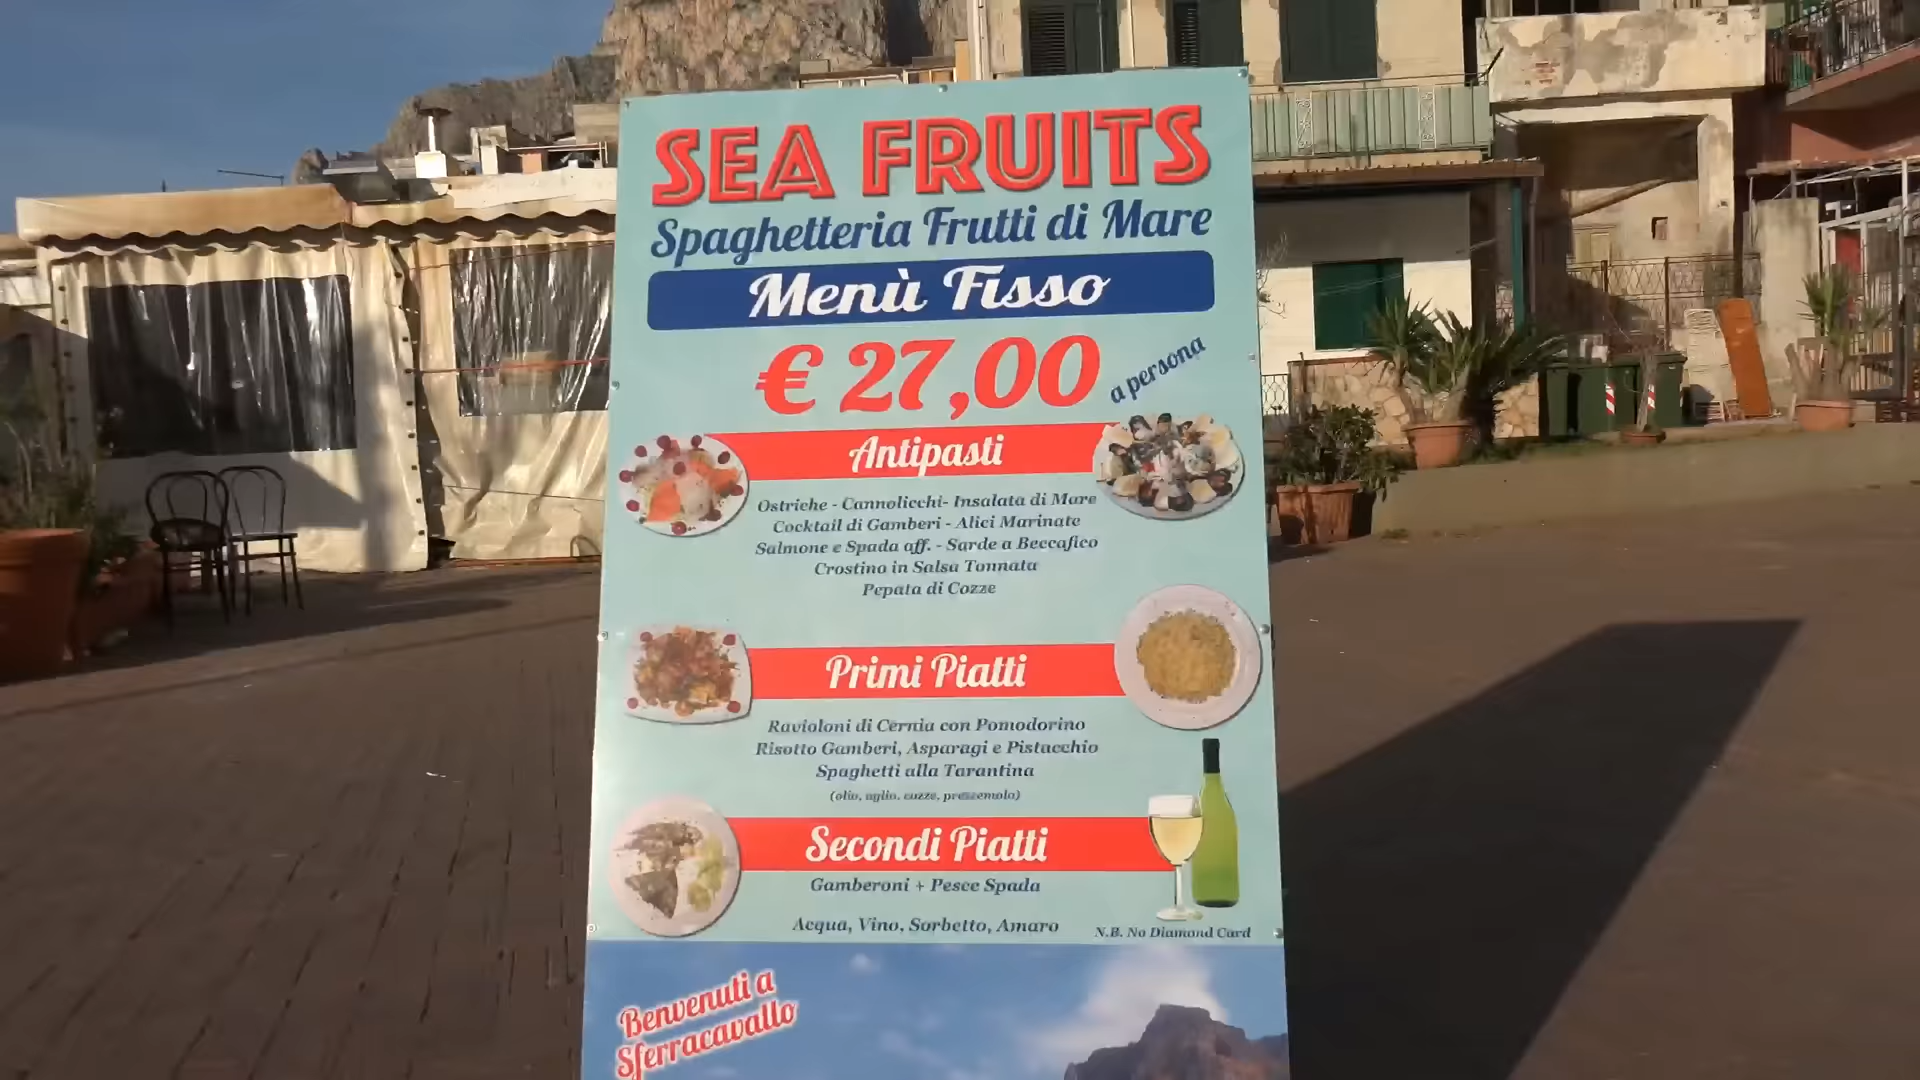 SEA FRUITS
Spaghetteria Frutti di Mare
Menù Fisso
€ 27,00 a persona
Antipasti
Ostriche - Cannolicchi- Insalata di Mare
Cocktail di Gamberi - Alici Marinate
Salmone e Spada aff. - Sarde a Beccafico
Crostino in Salsa Tonnata
Pepata di Cozze
Primi Piatti
Ravioloni di Cernia con Pomodorino
Risotto Gamberi, Asparagi e Pistacchio
Spaghetti alla Tarantina
(olio, aglio, cozze, prezzemolo)
Secondi Piatti
Gamberoni + Pesce Spada
Acqua, Vino, Sorbetto, Amaro
N.B. No Diamond Card
Benvenuti a
Sferracavallo